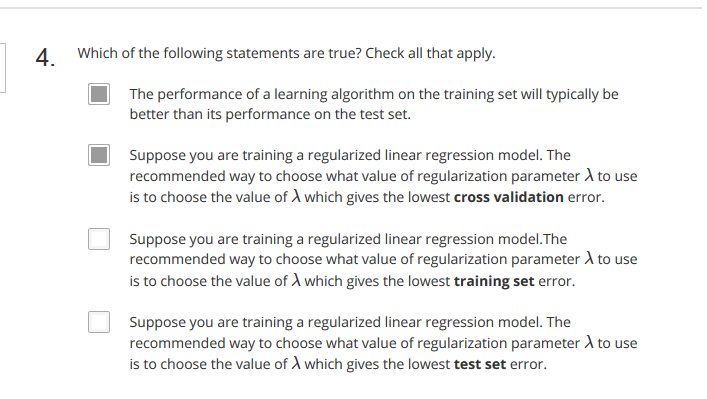 4. Which of the following statements are true? Check all that apply.
The performance of a learning algorithm on the training set will typically be
better than its performance on the test set.
Suppose you are training a regularized linear regression model. The
recommended way to choose what value of regularization parameter λ to use
is to choose the value of λ which gives the lowest cross validation error.
Suppose you are training a regularized linear regression model.The
recommended way to choose what value of regularization parameter λ to use
is to choose the value of λ which gives the lowest training set error.
Suppose you are training a regularized linear regression model. The
recommended way to choose what value of regularization parameter λ to use
is to choose the value of λ which gives the lowest test set error.